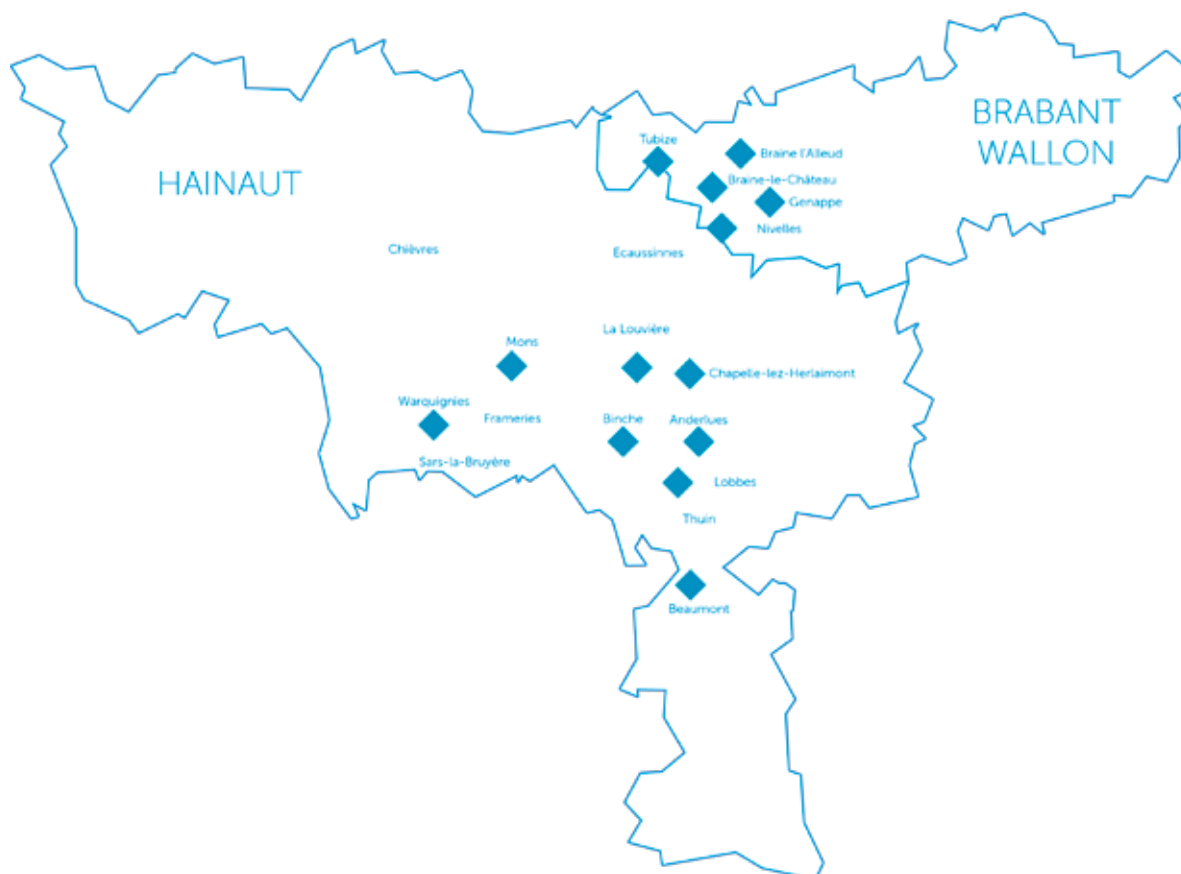 BRABANT
WALLON
HAINAUT
Tubize
Braine l'Alleud
Braine-le-Château
Genappe
Nivelles
Chièvres
Ecaussinnes
La Louvière
Mons
Chapelle-lez-Herlaimont
Warquignies
Frameries
Binche
Anderlues
Sars-la-Bruyère
Lobbes
Thuin
Beaumont